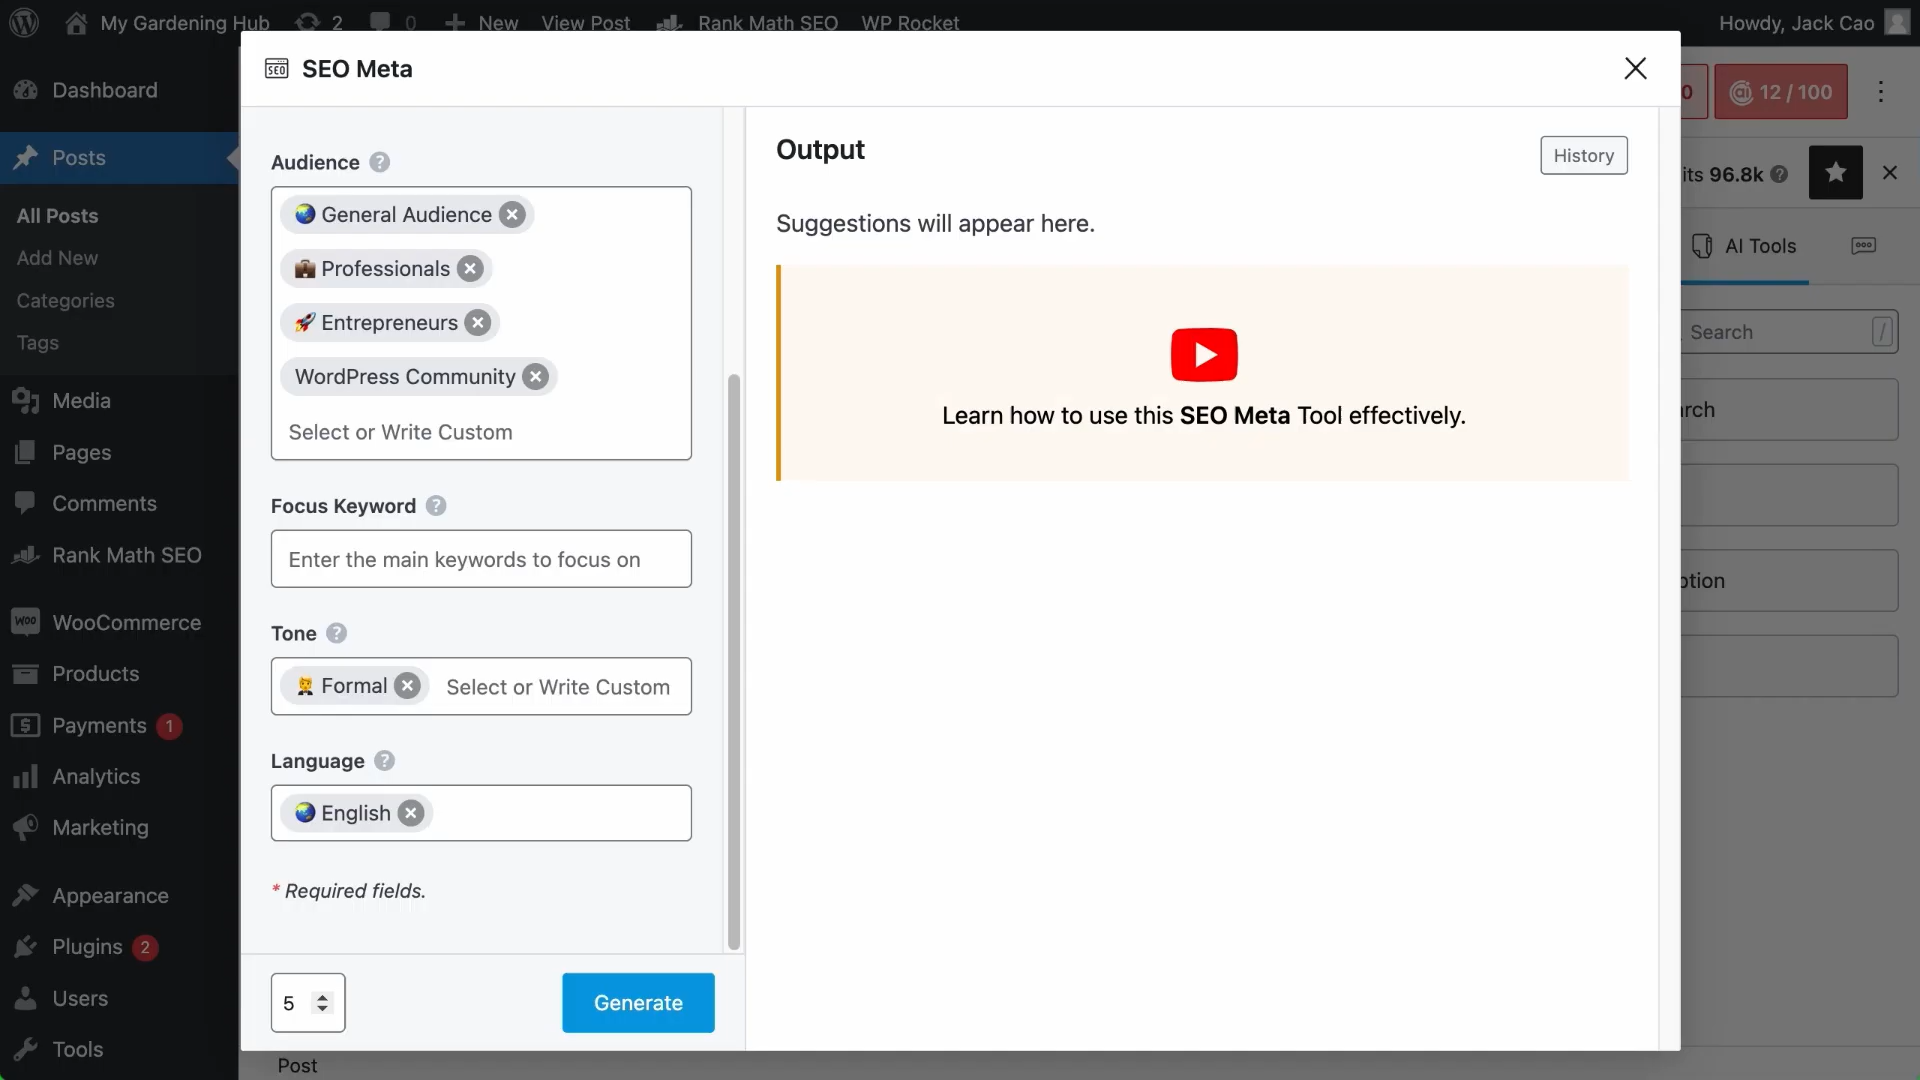 My Gardening Hub 2 0 New View Post Rank Math SEO WP Rocket Howdy, Jack Cao
SEO SEO Meta
Dashboard
Posts
All Posts
Add New
Categories
Tags
Media
Pages
Comments
Rank Math SEO
WOO WooCommerce
Products
Payments 1
Analytics
Marketing
Appearance
Plugins 2
Users
Tools
Audience ?
General Audience
Professionals
Entrepreneurs
WordPress Community
Select or Write Custom
Focus Keyword ?
Enter the main keywords to focus on
Tone ?
Formal Select or Write Custom
Language ?
English
* Required fields.
5 Generate
Output History
Suggestions will appear here.
Learn how to use this SEO Meta Tool effectively.
0 ai 12 / 100
its 96.8k ?
AI Tools
Search /
arch
ption
Post